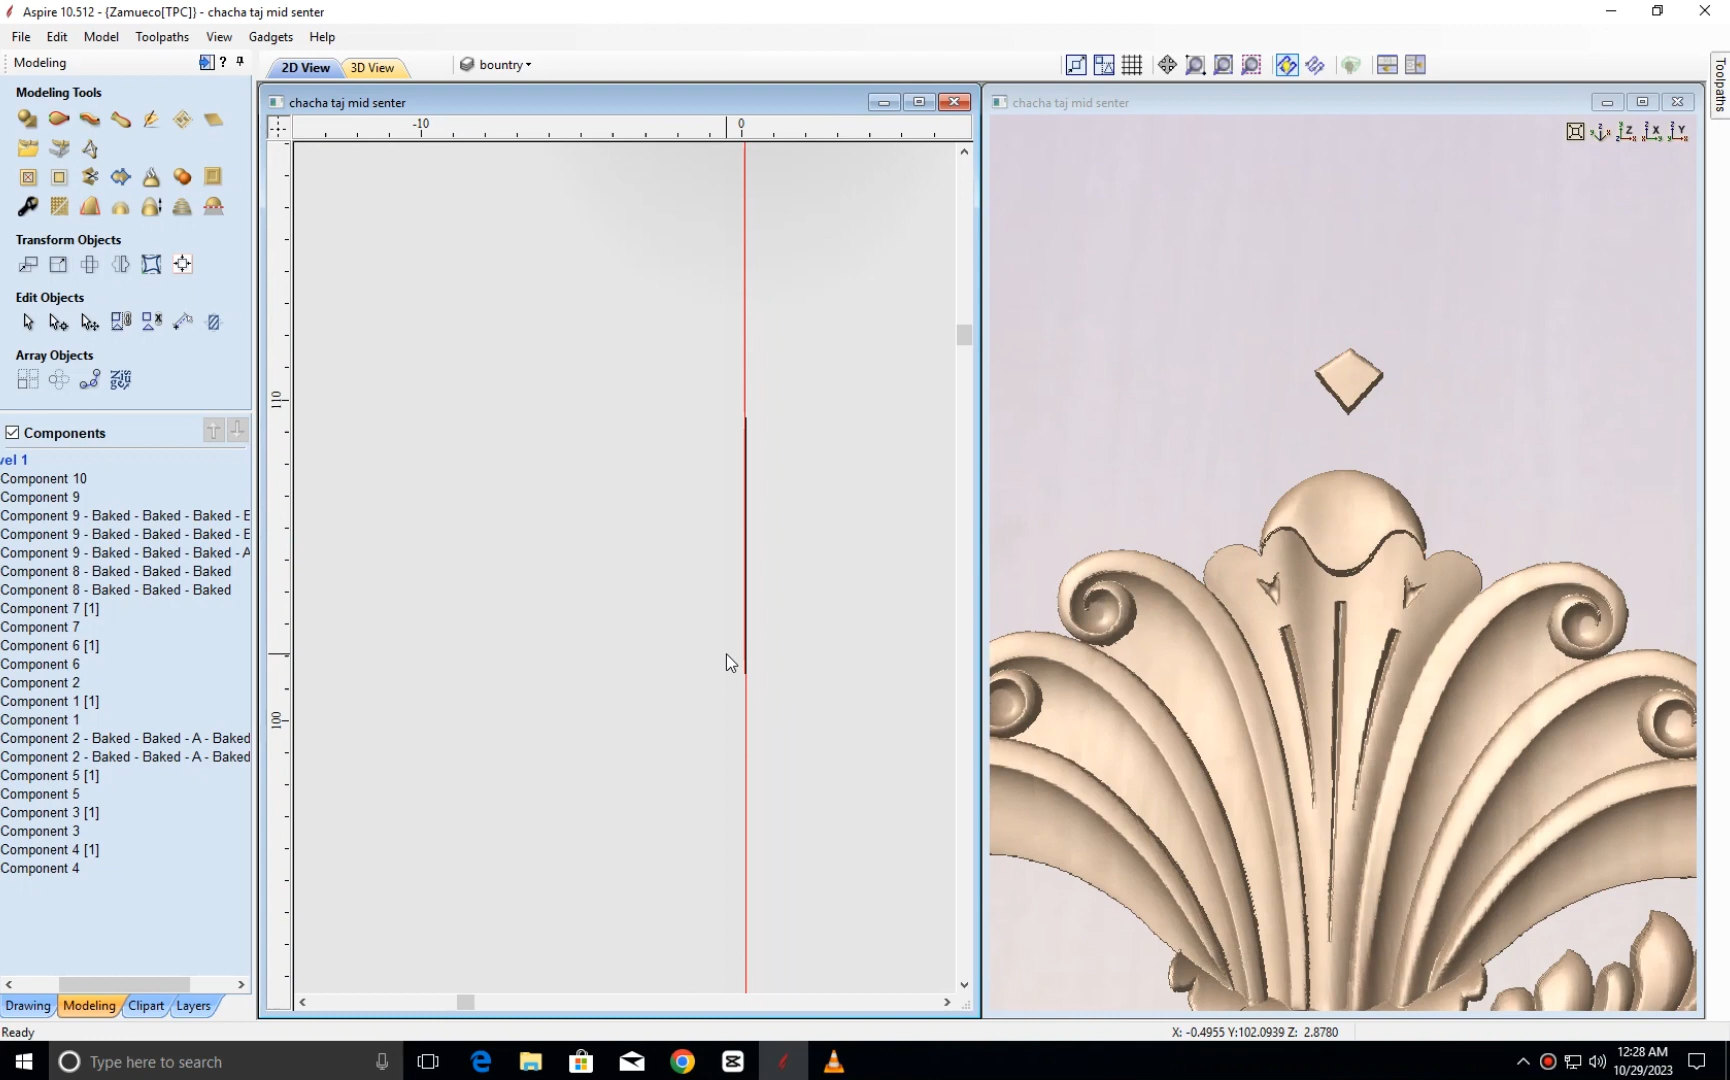 Aspire 10.512 - {Zamueco[TPC]} - chacha taj mid senter
File Edit Model Toolpaths View Gadgets Help
Modeling ?
2D View 3D View bountry
Toolpaths
Modeling Tools
chacha taj mid senter
chacha taj mid senter
-10 0
Z X Y
Transform Objects
Edit Objects
Array Objects
110
Components
vel 1
Component 10
Component 9
Component 9 - Baked - Baked - Baked - E
Component 9 - Baked - Baked - Baked - E
Component 9 - Baked - Baked - Baked - A
Component 8 - Baked - Baked - Baked
Component 8 - Baked - Baked - Baked
Component 7 [1]
Component 7
Component 6 [1]
Component 6
Component 2
Component 1 [1]
Component 1
100
Component 2 - Baked - Baked - A - Baked
Component 2 - Baked - Baked - A - Baked
Component 5 [1]
Component 5
Component 3 [1]
Component 3
Component 4 [1]
Component 4
Drawing Modeling Clipart Layers
Ready
X: -0.4955 Y:102.0939 Z: 2.8780
Type here to search
12:28 AM
10/29/2023